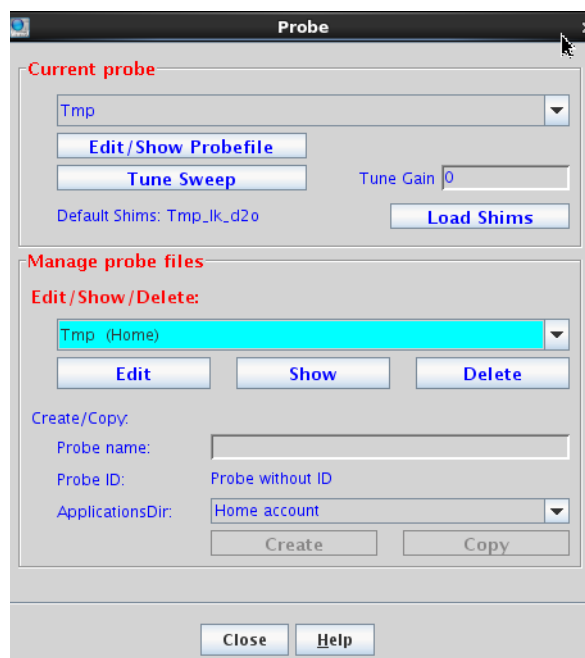 Probe
Current probe
Tmp
Edit/Show Probefile
Tune Sweep
Tune Gain 0
Default Shims: Tmp_lk_d2o
Load Shims
Manage probe files
Edit/Show/Delete:
Tmp (Home)
Edit Show Delete
Create/Copy:
Probe name:
Probe ID: Probe without ID
ApplicationsDir: Home account
Create Copy
Close Help